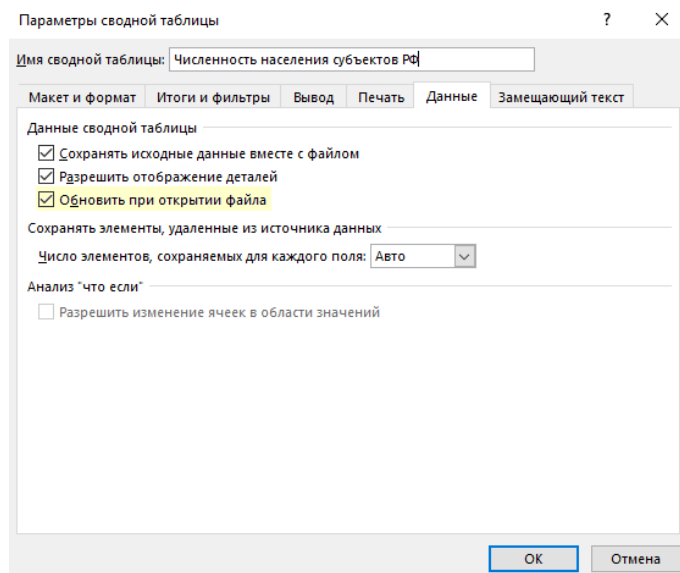 Параметры сводной таблицы ?
Имя сводной таблицы: Численность населения субъектов РФ
Макет и формат Итоги и фильтры Вывод Печать Данные Замещающий текст
Данные сводной таблицы
Сохранять исходные данные вместе с файлом
Разрешить отображение деталей
Обновить при открытии файла
Сохранять элементы, удаленные из источника данных
Число элементов, сохраняемых для каждого поля: Авто
Анализ "что если"
Разрешить изменение ячеек в области значений
ОК Отмена